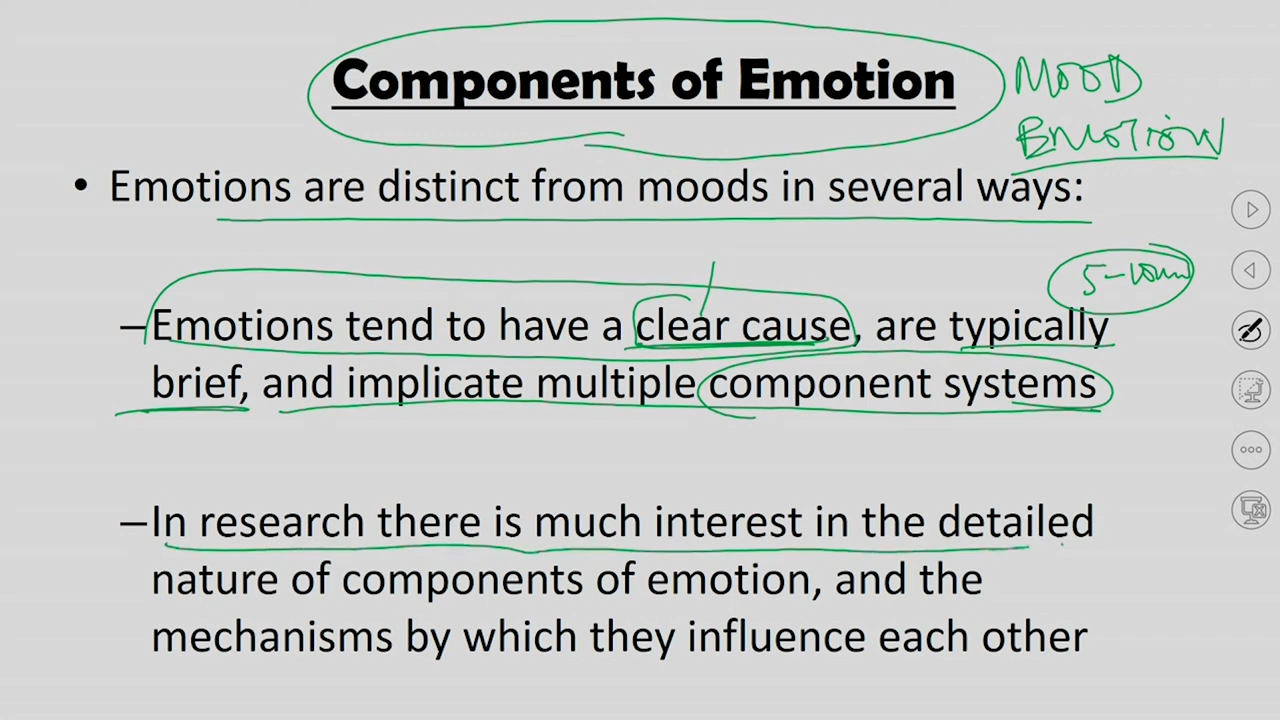 Components of Emotion
MOOD
EMOTION
• Emotions are distinct from moods in several ways:
5-10min
–Emotions tend to have a clear cause, are typically
brief, and implicate multiple component systems
–In research there is much interest in the detailed
nature of components of emotion, and the
mechanisms by which they influence each other